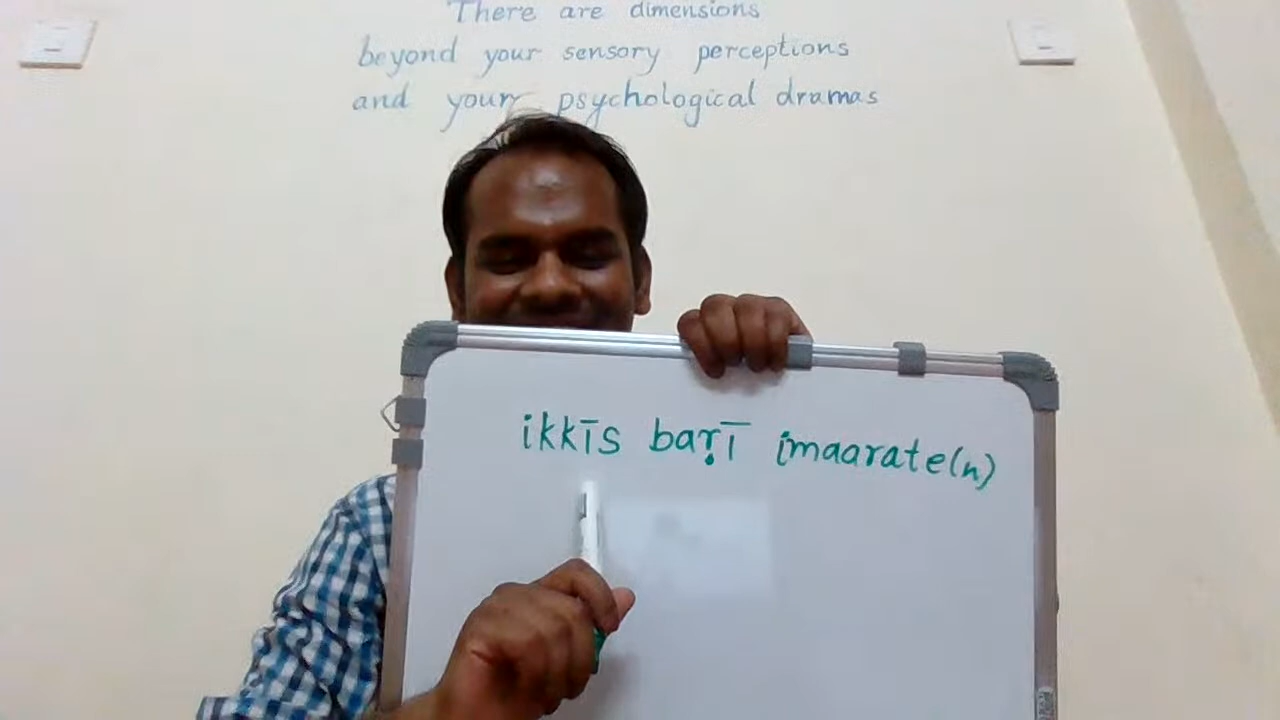 There are dimensions
beyond your sensory perceptions
and your psychological dramas
ikkīs baṛī imaarate(n)